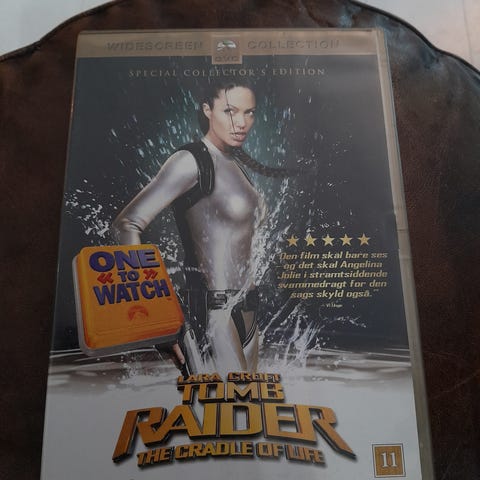 WIDESCREEN COLLECTION
DVD
SPECIAL COLLECTOR'S EDITION
ONE
« TO »
WATCH
★★★★★
"Den film skal bare ses
og det skal Angelina
Jolie i stramtsiddende
svømmedragt for den
sags skyld også."
LARA CROFT
TOMB
RAIDER
THE CRADLE OF LIFE
11